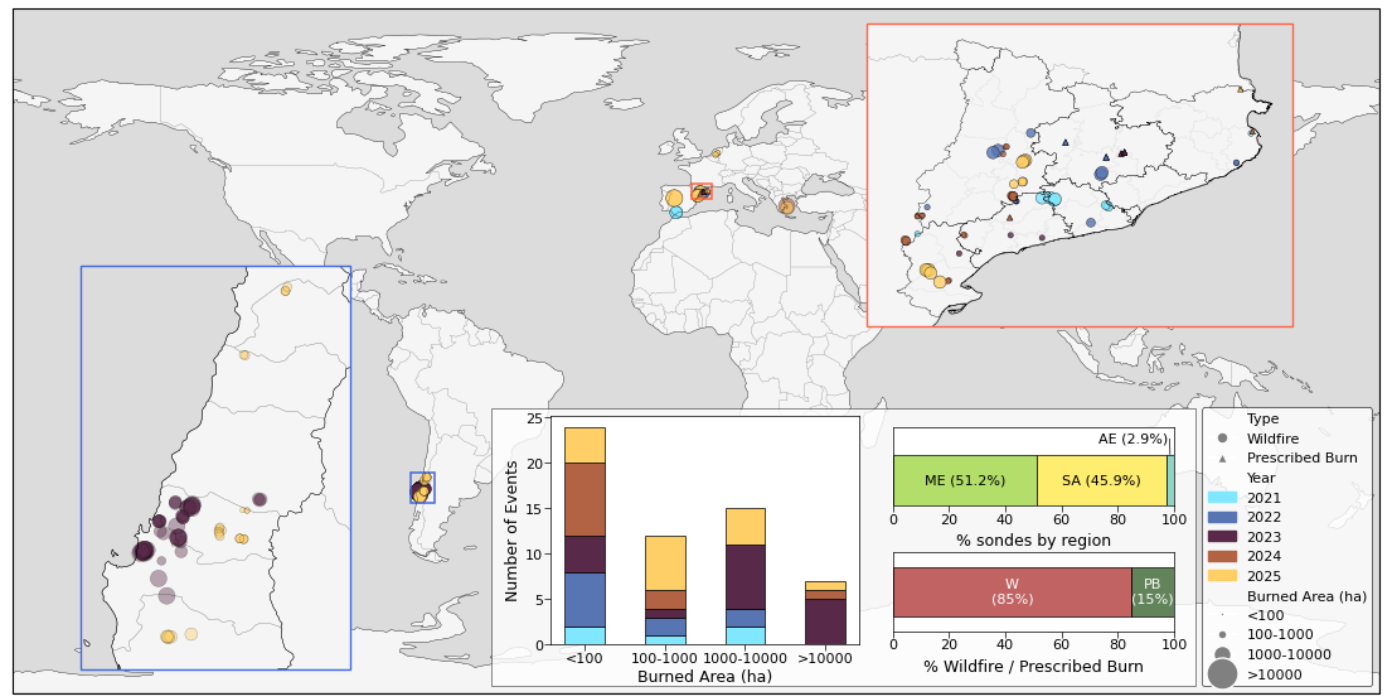 25
20
15
10
5
0
Number of Events
<100
100-1000
1000-10000
>10000
Burned Area (ha)
AE (2.9%)
ME (51.2%)
SA (45.9%)
0 20 40 60 80 100
% sondes by region
W
(85%)
PB
(15%)
0 20 40 60 80 100
% Wildfire / Prescribed Burn
Type
Wildfire
Prescribed Burn
Year
2021
2022
2023
2024
2025
Burned Area (ha)
<100
100-1000
1000-10000
>10000